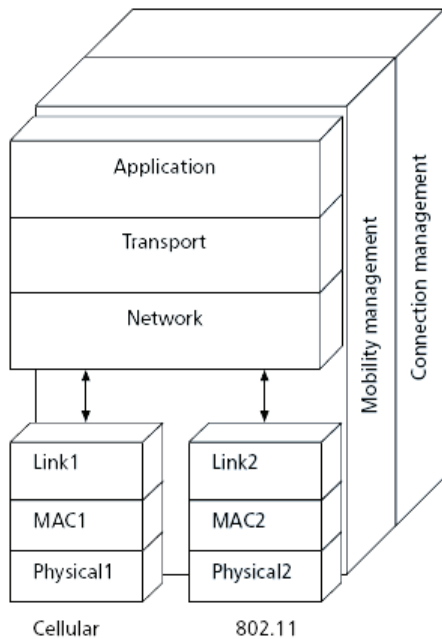 Application
Transport
Network
Mobility management
Connection management
Link1
MAC1
Physical1
Cellular
Link2
MAC2
Physical2
802.11